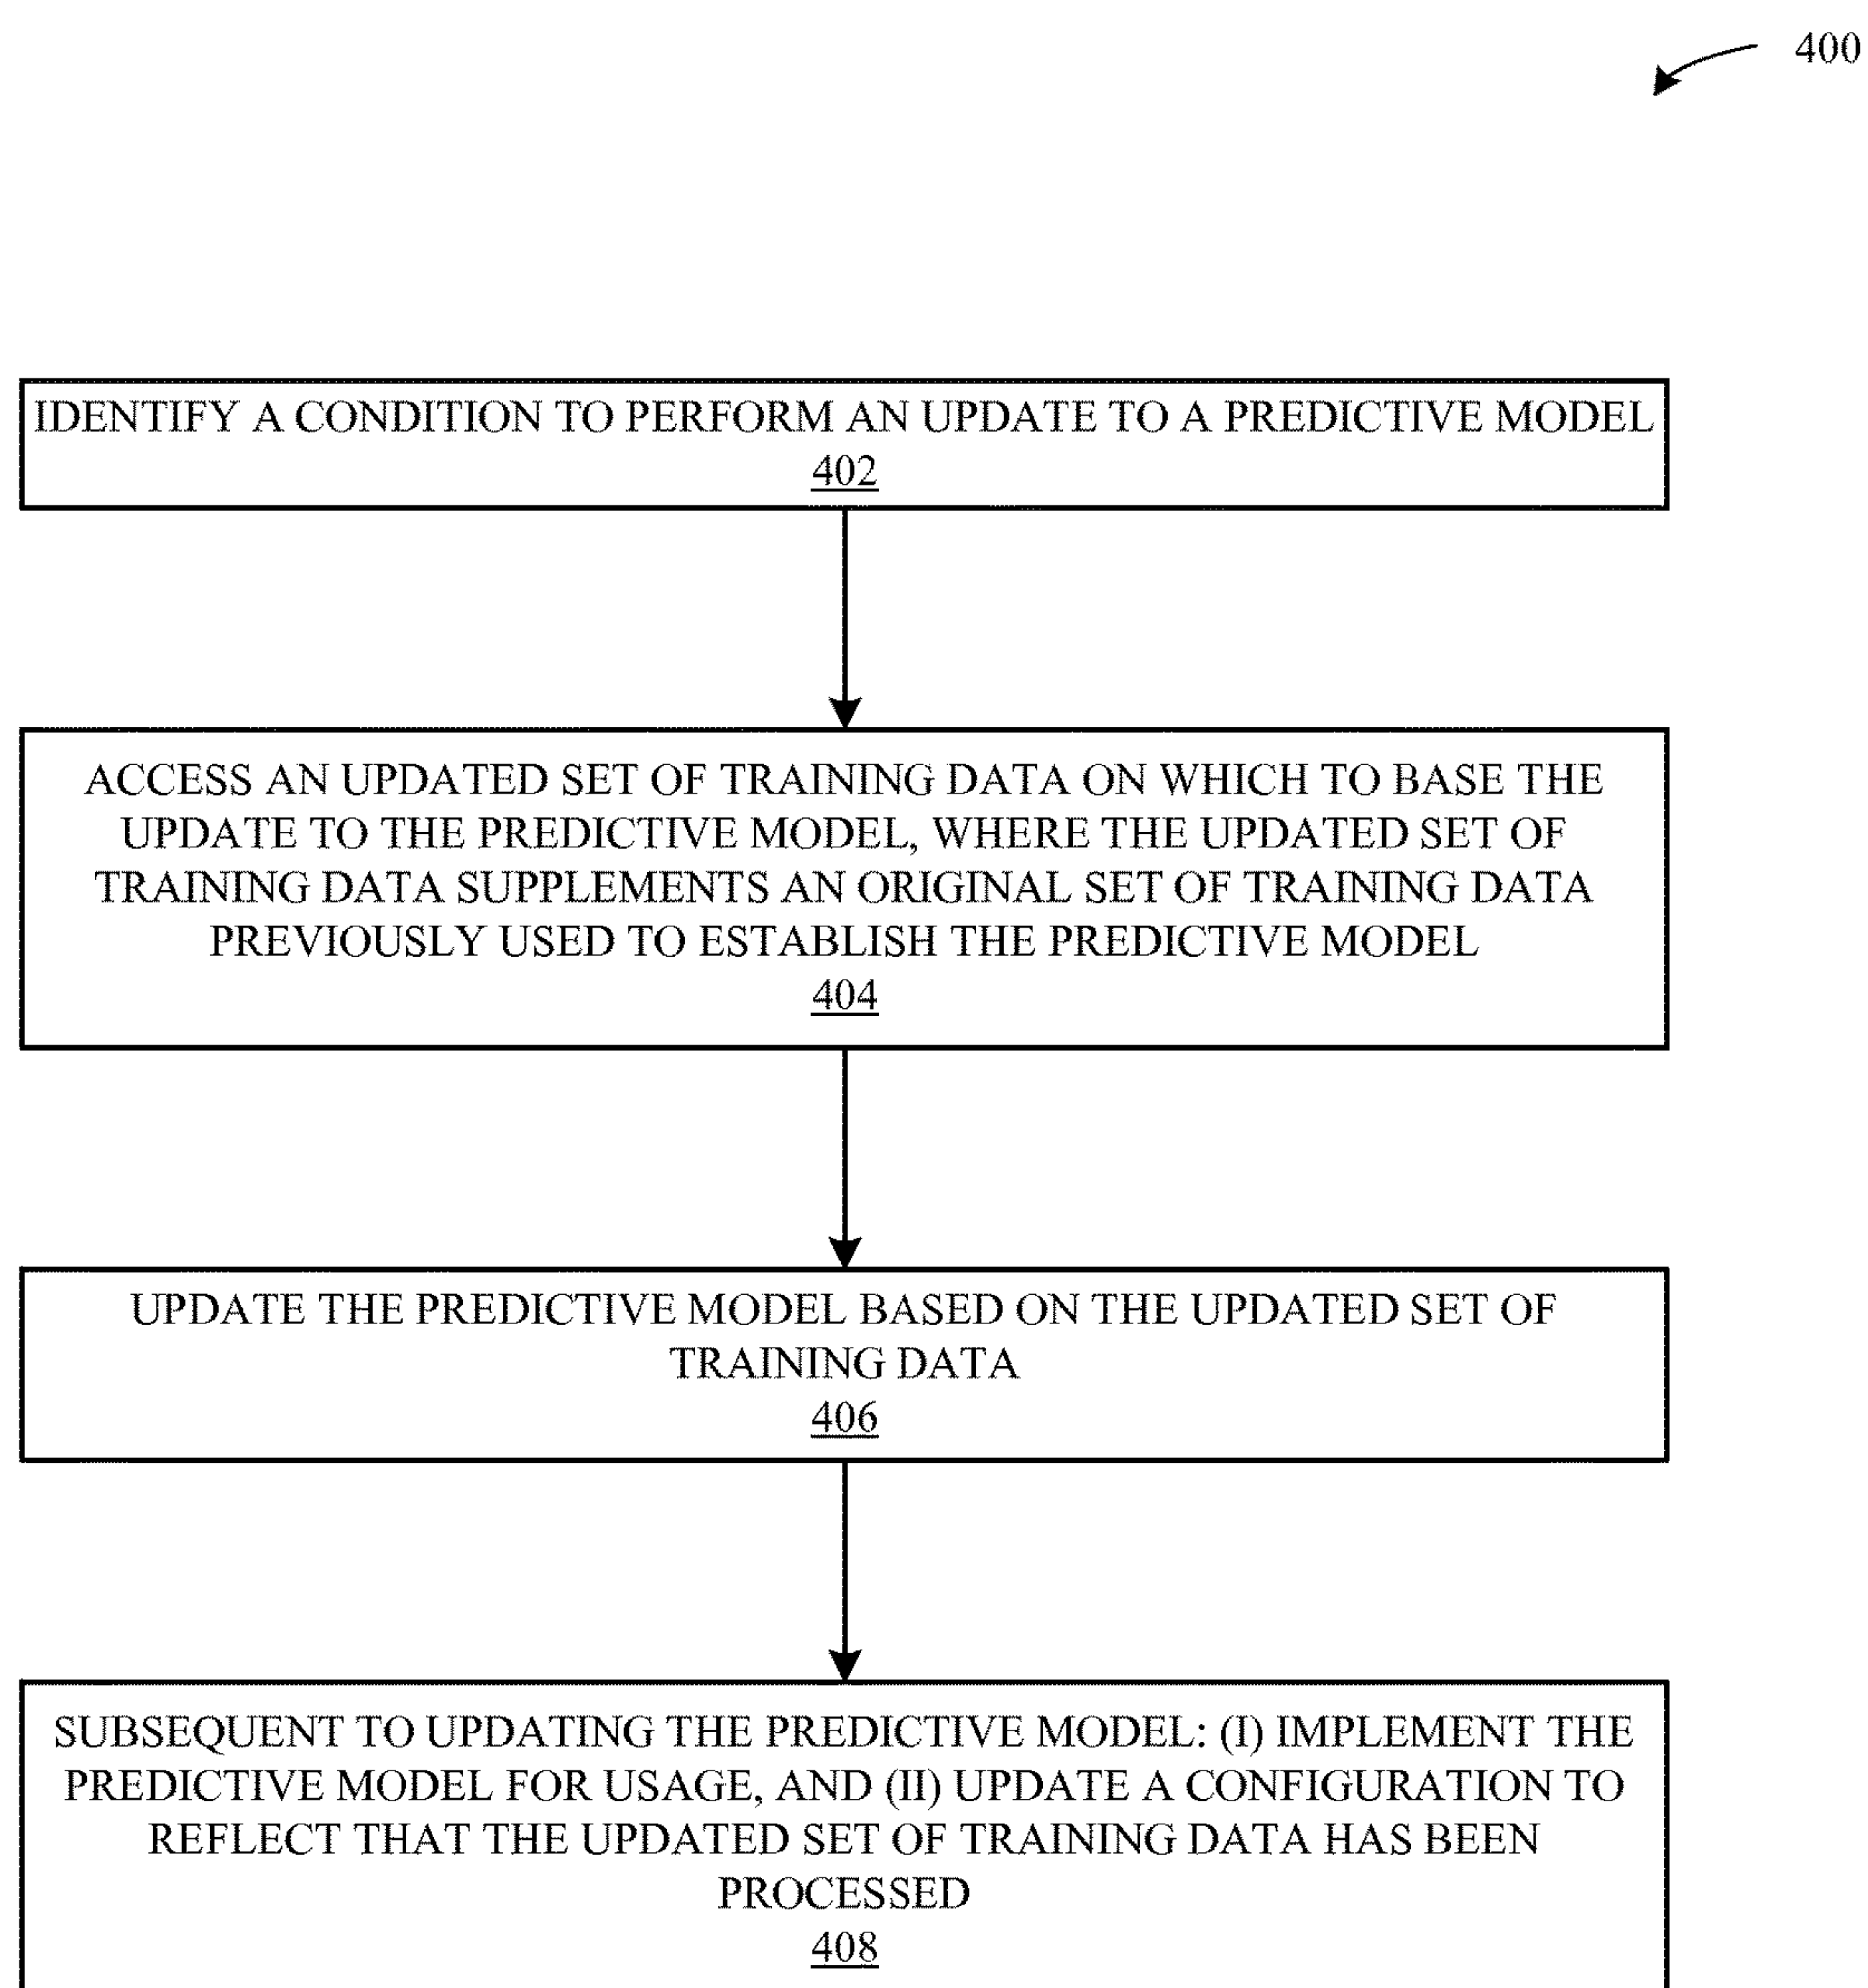 400
IDENTIFY A CONDITION TO PERFORM AN UPDATE TO A PREDICTIVE MODEL
402
ACCESS AN UPDATED SET OF TRAINING DATA ON WHICH TO BASE THE
UPDATE TO THE PREDICTIVE MODEL, WHERE THE UPDATED SET OF
TRAINING DATA SUPPLEMENTS AN ORIGINAL SET OF TRAINING DATA
PREVIOUSLY USED TO ESTABLISH THE PREDICTIVE MODEL
404
UPDATE THE PREDICTIVE MODEL BASED ON THE UPDATED SET OF
TRAINING DATA
406
SUBSEQUENT TO UPDATING THE PREDICTIVE MODEL: (I) IMPLEMENT THE
PREDICTIVE MODEL FOR USAGE, AND (II) UPDATE A CONFIGURATION TO
REFLECT THAT THE UPDATED SET OF TRAINING DATA HAS BEEN
PROCESSED
408